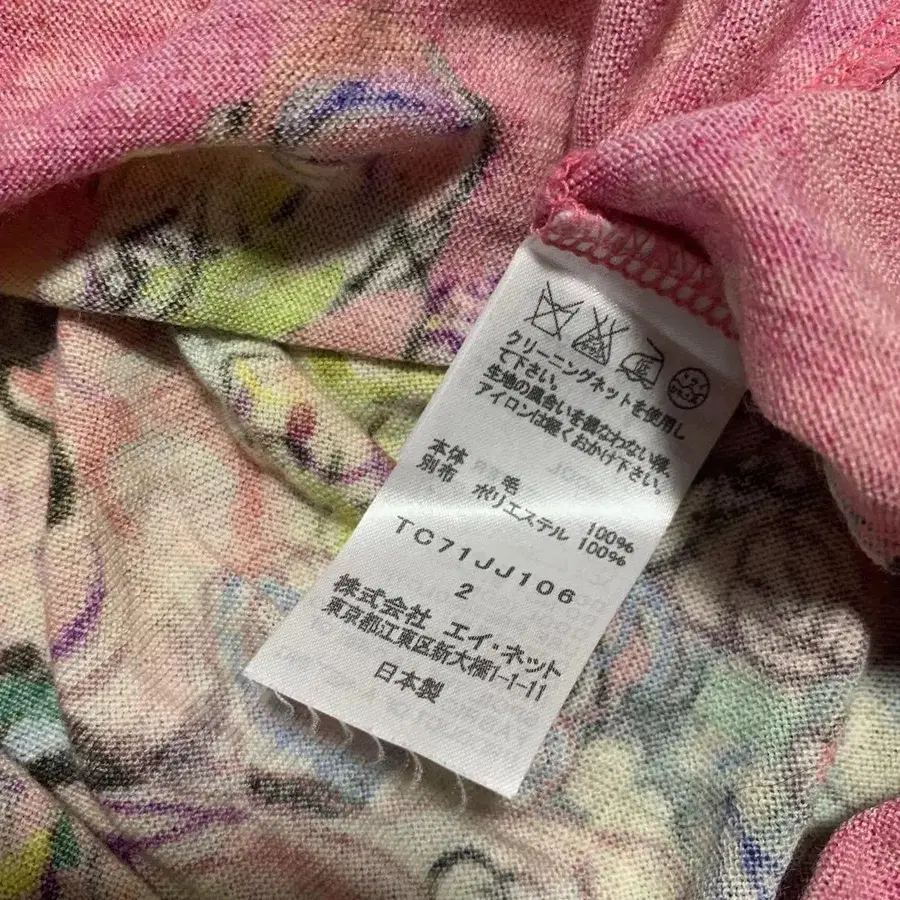 クリーニングネットを使用し
て下さい。
生地の風合いを損なわない様、
アイロンは軽くおかけ下さい。
本体 毛 100%
別布 ポリエステル 100%
TC71JJ106
2
株式会社 エイ・ネット
東京都江東区新大橋1-1-11
日本製